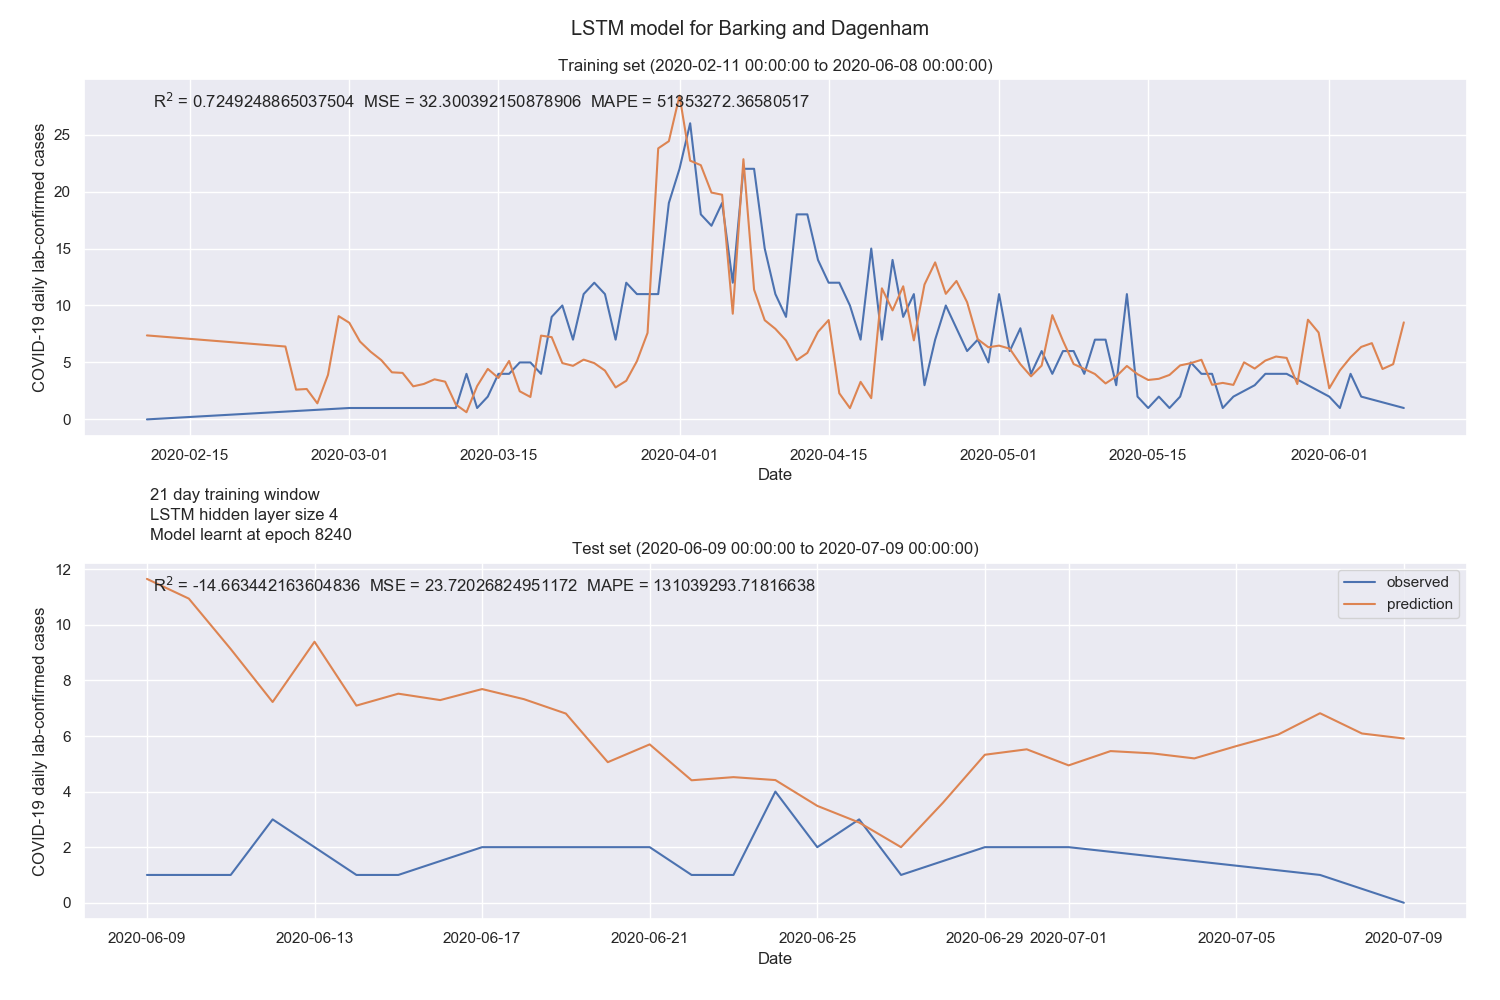 LSTM model for Barking and Dagenham
Training set (2020-02-11 00:00:00 to 2020-06-08 00:00:00)
R2 = 0.7249248865037504 MSE = 32.300392150878906 MAPE = 51353272.36580517
COVID-19 daily lab-confirmed cases
25
20
15
10
5
0
2020-02-15 2020-03-01 2020-03-15 2020-04-01 2020-04-15 2020-05-01 2020-05-15 2020-06-01
Date
21 day training window
LSTM hidden layer size 4
Model learnt at epoch 8240
Test set (2020-06-09 00:00:00 to 2020-07-09 00:00:00)
R2 = -14.663442163604836 MSE = 23.72026824951172 MAPE = 131039293.71816638
observed
prediction
COVID-19 daily lab-confirmed cases
12
10
8
6
4
2
0
2020-06-09 2020-06-13 2020-06-17 2020-06-21 2020-06-25 2020-06-29 2020-07-01 2020-07-05 2020-07-09
Date